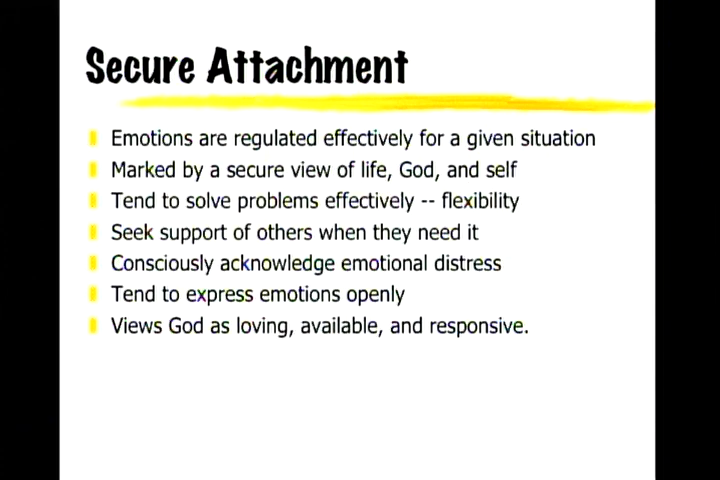 Secure Attachment
Emotions are regulated effectively for a given situation
Marked by a secure view of life, God, and self
Tend to solve problems effectively -- flexibility
Seek support of others when they need it
Consciously acknowledge emotional distress
Tend to express emotions openly
Views God as loving, available, and responsive.